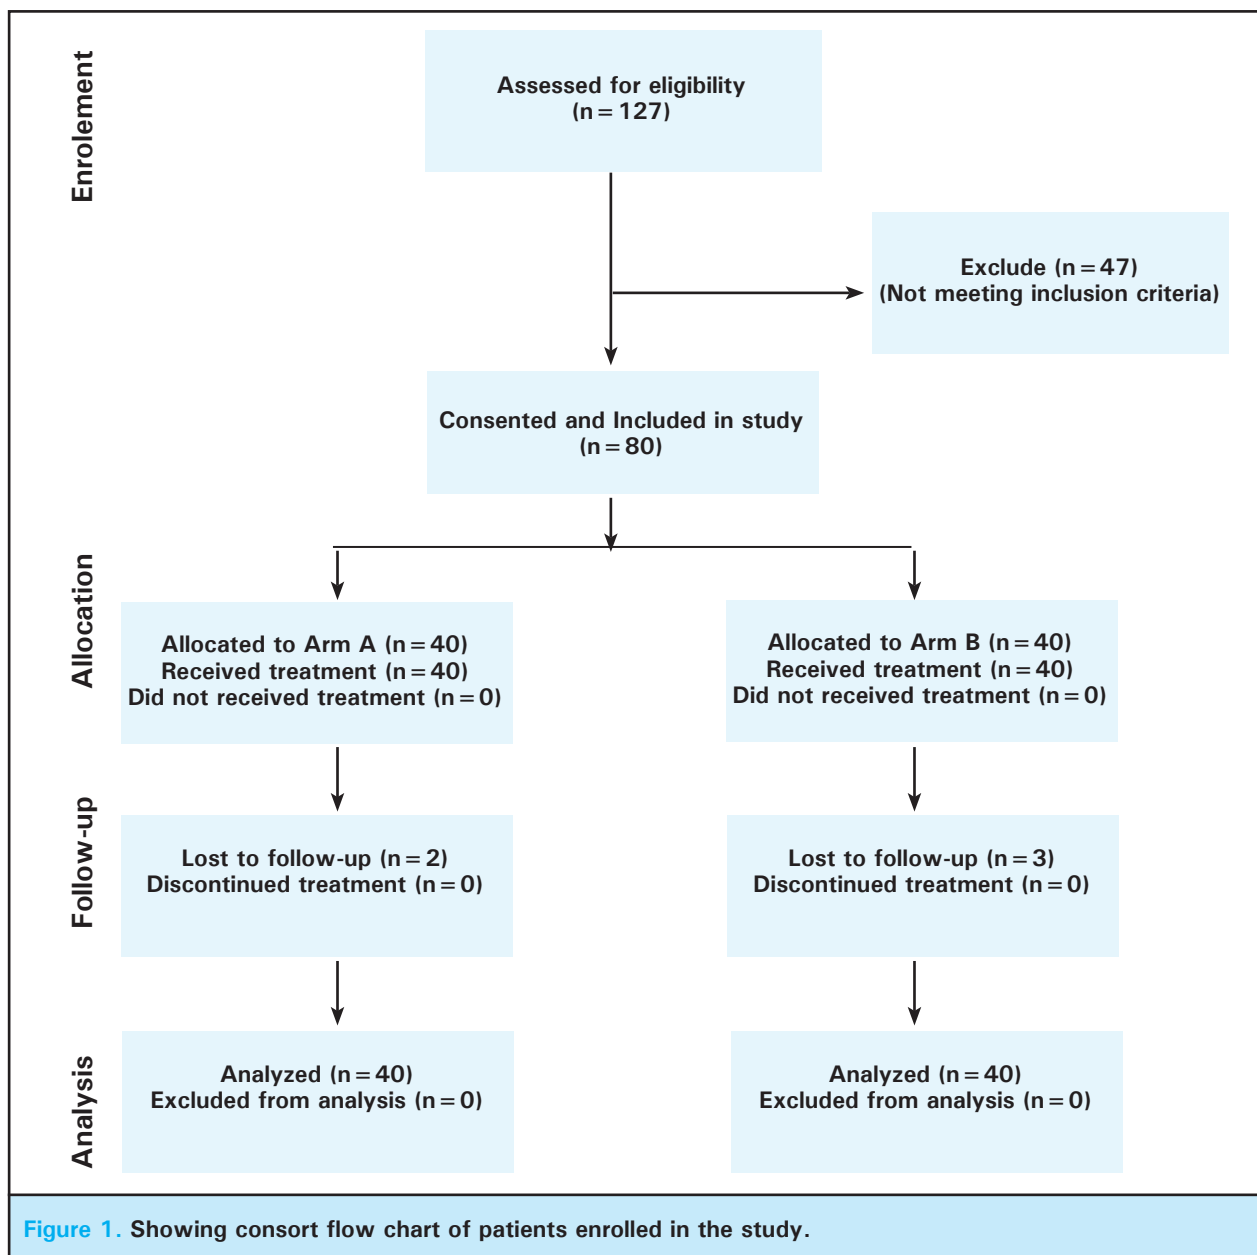 Enrolement
Assessed for eligibility
(n=127)
Exclude (n=47)
(Not meeting inclusion criteria)
Consented and Included in study
(n=80)
Allocation
Allocated to Arm A (n=40)
Received treatment (n=40)
Did not received treatment (n=0)
Allocated to Arm B (n=40)
Received treatment (n=40)
Did not received treatment (n=0)
Follow-up
Lost to follow-up (n=2)
Discontinued treatment (n=0)
Lost to follow-up (n=3)
Discontinued treatment (n=0)
Analysis
Analyzed (n=40)
Excluded from analysis (n=0)
Analyzed (n=40)
Excluded from analysis (n=0)
Figure 1. Showing consort flow chart of patients enrolled in the study.